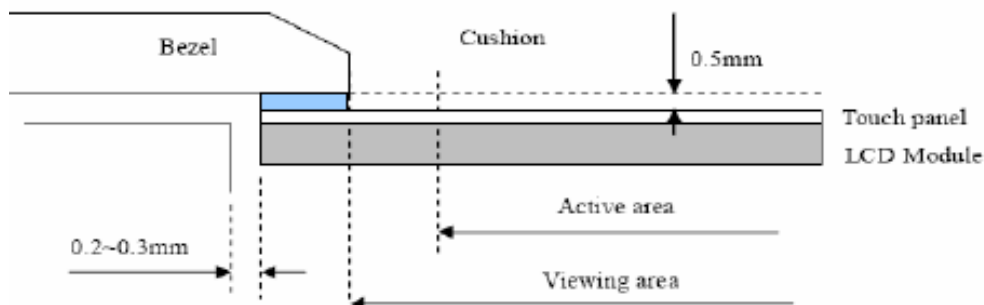 Bezel
Cushion
0.5mm
Touch panel
LCD Module
Active area
0.2~0.3mm
Viewing area